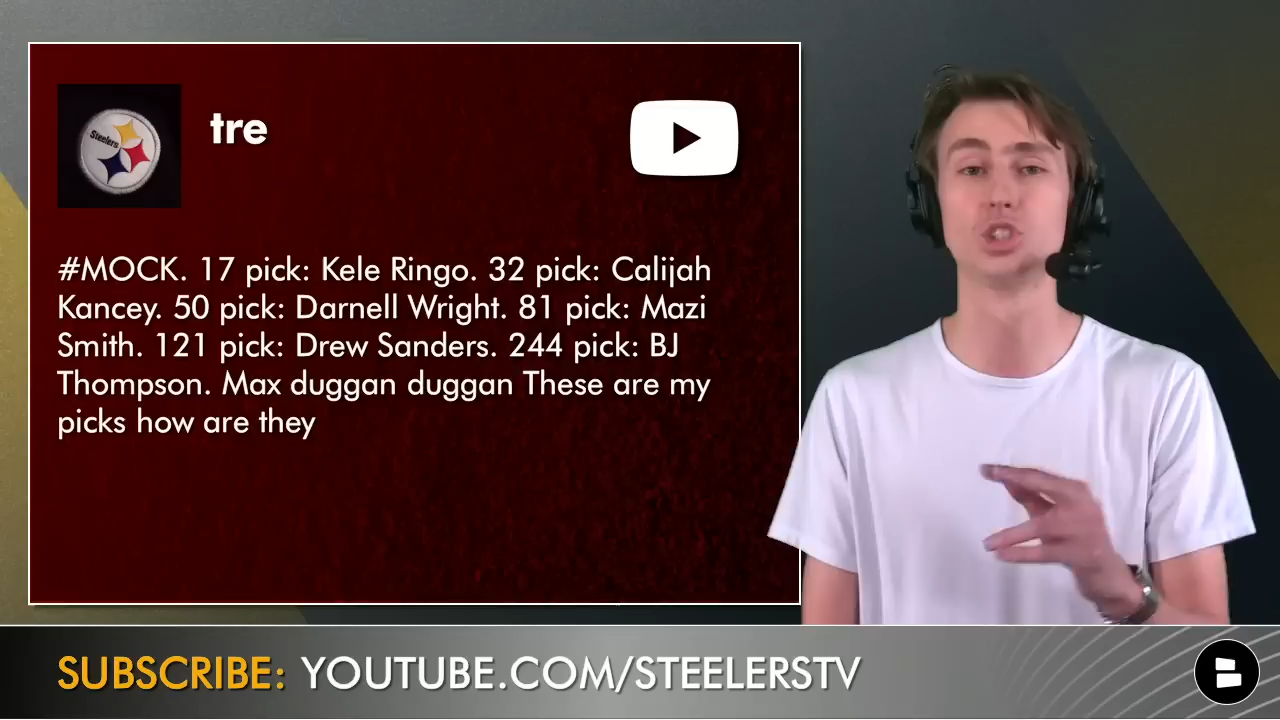 Steelers
tre
#MOCK. 17 pick: Kele Ringo. 32 pick: Calijah
Kancey. 50 pick: Darnell Wright. 81 pick: Mazi
Smith. 121 pick: Drew Sanders. 244 pick: BJ
Thompson. Max duggan duggan These are my
picks how are they
SUBSCRIBE: YOUTUBE.COM/STEELERSTV